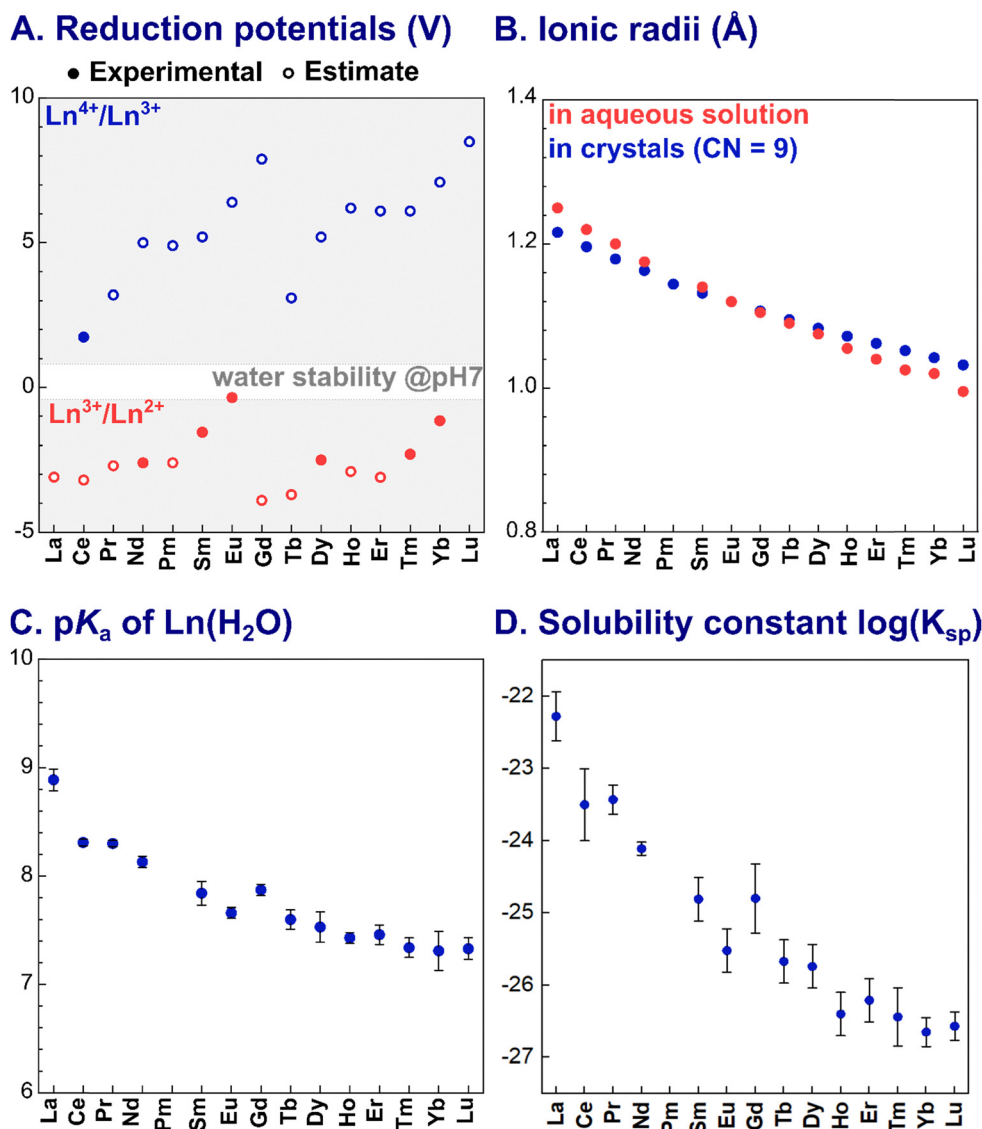 A. Reduction potentials (V)
● Experimental ○ Estimate
10
Ln⁴⁺/Ln³⁺
5
water stability @pH7
0
Ln³⁺/Ln²⁺
-5
La Ce Pr Nd Pm Sm Eu Gd Tb Dy Ho Er Tm Yb Lu
B. Ionic radii (Å)
1.4
in aqueous solution
in crystals (CN = 9)
1.2
1.0
0.8
La Ce Pr Nd Pm Sm Eu Gd Tb Dy Ho Er Tm Yb Lu
C. pKₐ of Ln(H₂O)
10
9
8
7
6
La Ce Pr Nd Pm Sm Eu Gd Tb Dy Ho Er Tm Yb Lu
D. Solubility constant log(Kₛₚ)
-22
-23
-24
-25
-26
-27
La Ce Pr Nd Pm Sm Eu Gd Tb Dy Ho Er Tm Yb Lu